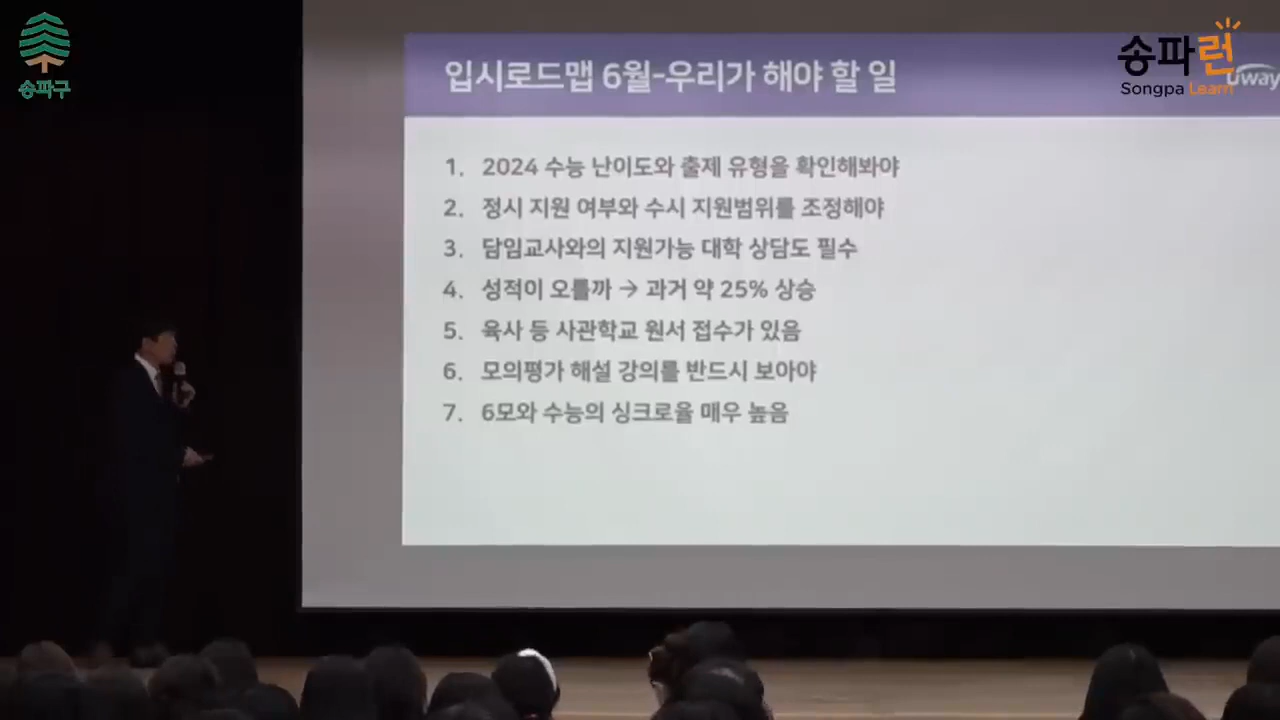 송파구
송파런
Songpa Learn
Uway
입시로드맵 6월-우리가 해야 할 일
1. 2024 수능 난이도와 출제 유형을 확인해봐야
2. 정시 지원 여부와 수시 지원범위를 조정해야
3. 담임교사와의 지원가능 대학 상담도 필수
4. 성적이 오를까 → 과거 약 25% 상승
5. 육사 등 사관학교 원서 접수가 있음
6. 모의평가 해설 강의를 반드시 보아야
7. 6모와 수능의 싱크로율 매우 높음